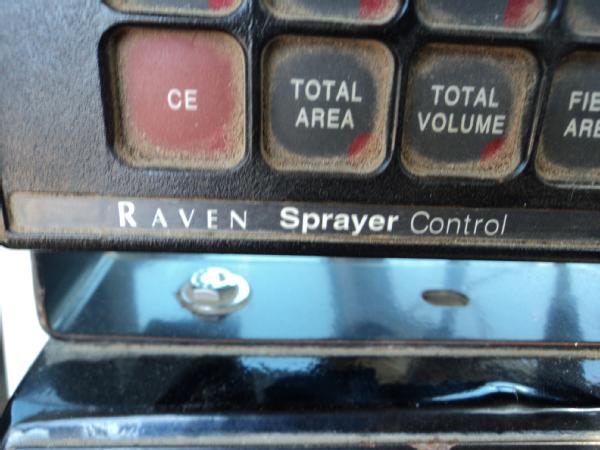 CE
TOTAL AREA
TOTAL VOLUME
RAVEN Sprayer Control